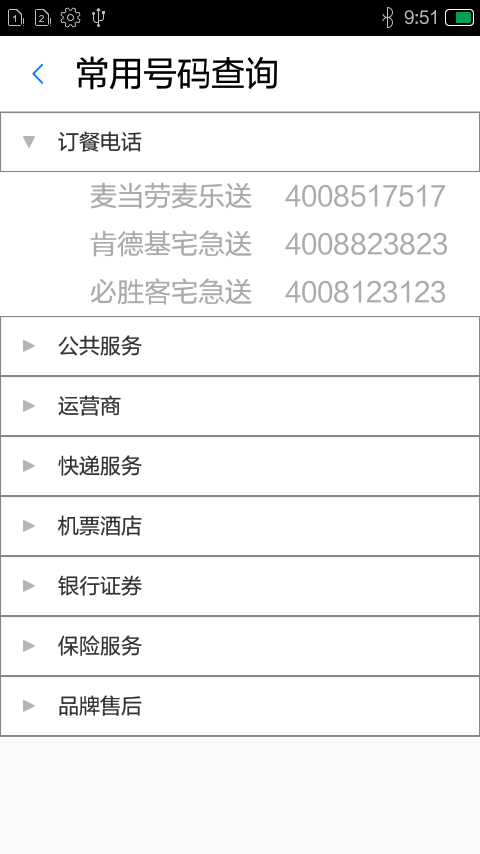 1 2 9:51
常用号码查询
订餐电话
麦当劳麦乐送 4008517517
肯德基宅急送 4008823823
必胜客宅急送 4008123123
公共服务
运营商
快递服务
机票酒店
银行证券
保险服务
品牌售后